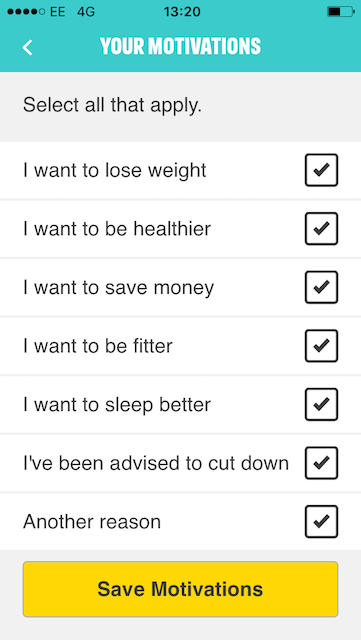 EE 4G 13:20
YOUR MOTIVATIONS
Select all that apply.
I want to lose weight
I want to be healthier
I want to save money
I want to be fitter
I want to sleep better
I've been advised to cut down
Another reason
Save Motivations